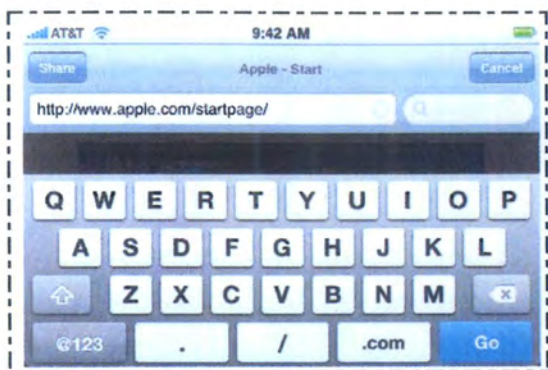 AT&T 9:42 AM
Share Apple - Start Cancel
http://www.apple.com/startpage/
Q W E R T Y U I O P
A S D F G H J K L
Z X C V B N M
@123 . / .com Go